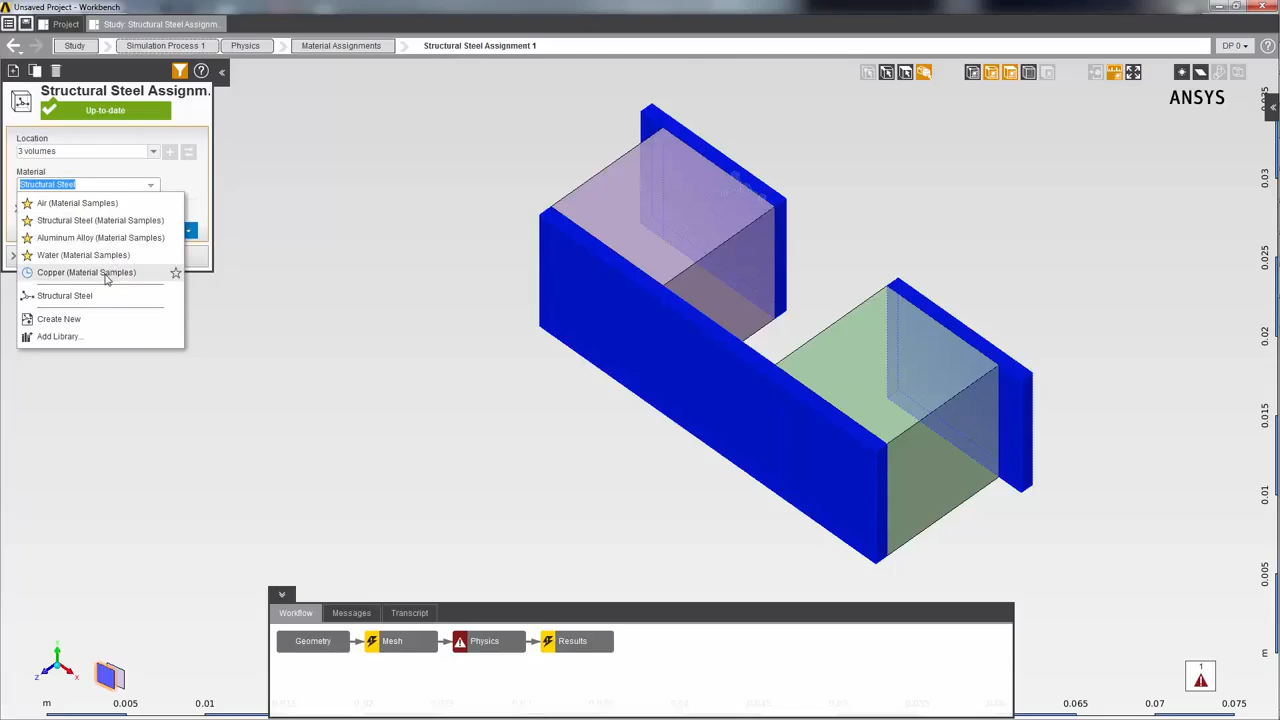 Unsaved Project - Workbench
Project
Study: Structural Steel Assignm...
Study
Simulation Process 1
Physics
Material Assignments
Structural Steel Assignment 1
DP 0
Structural Steel Assignm.
Up-to-date
ANSYS
Location
3 volumes
Material
Structural Steel
Air (Material Samples)
Structural Steel (Material Samples)
Aluminum Alloy (Material Samples)
Water (Material Samples)
Copper (Material Samples)
Structural Steel
Create New
Add Library...
0.03
0.025
0.02
0.015
0.01
0.005
m
Workflow
Messages
Transcript
Geometry
Mesh
Physics
Results
1
Y
Z
X
m
0.005
0.01
0.065
0.07
0.075